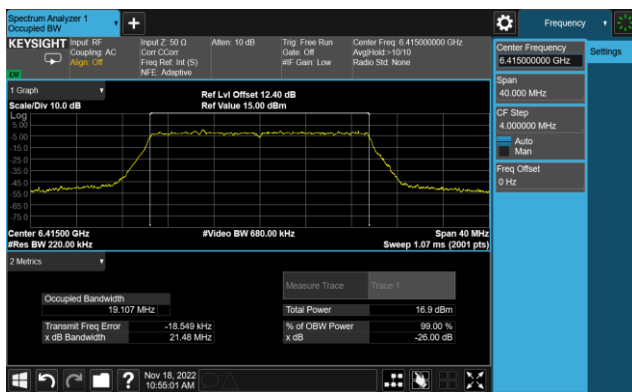 Spectrum Analyzer 1
Occupied BW
Frequency
KEYSIGHT
Input: RF
Coupling: AC
Align: Off
Input Z: 50 Ω
Corr CCorr
Freq Ref: Int (S)
NFE: Adaptive
Atten: 10 dB
Trig: Free Run
Gate: Off
#IF Gain: Low
Center Freq: 6.415000000 GHz
Avg|Hold:>10/10
Radio Std: None
Center Frequency
6.415000000 GHz
Settings
Span
40.000 MHz
CF Step
4.000000 MHz
Auto
Man
Freq Offset
0 Hz
1 Graph
Scale/Div 10.0 dB
Ref Lvl Offset 12.40 dB
Ref Value 15.00 dBm
Log
5.00
-5.00
-15.0
-25.0
-35.0
-45.0
-55.0
-65.0
-75.0
Center 6.41500 GHz
#Res BW 220.00 kHz
#Video BW 680.00 kHz
Span 40 MHz
Sweep 1.07 ms (2001 pts)
2 Metrics
Measure Trace
Trace 1
Occupied Bandwidth
19.107 MHz
Total Power
16.9 dBm
Transmit Freq Error
-18.549 kHz
% of OBW Power
99.00 %
x dB Bandwidth
21.48 MHz
x dB
-26.00 dB
?
Nov 18, 2022
10:55:01 AM